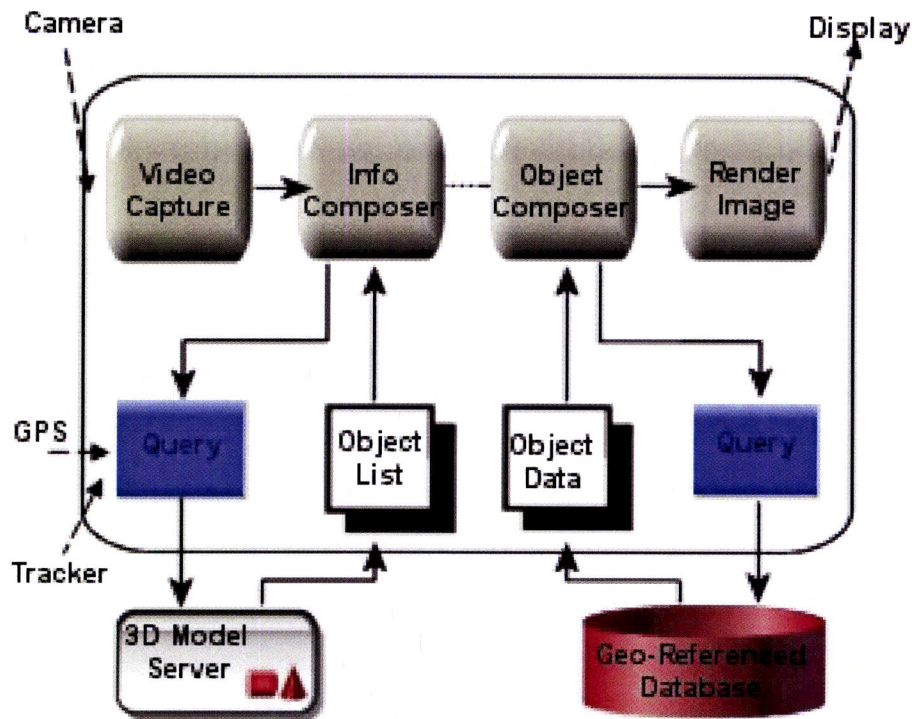 Camera
Display
Video
Capture
Info
Composer
Object
Composer
Render
Image
GPS
Query
Object
List
Object
Data
Query
Tracker
3D Model
Server
Geo-Referenced
Database